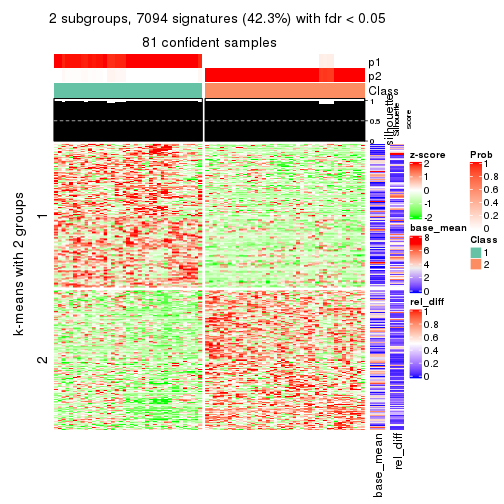 2 subgroups, 7094 signatures (42.3%) with fdr < 0.05
81 confident samples
p1
p2
Class
1
0.5
0
silhouette
Silhouette
score
k-means with 2 groups
1
2
base_mean
rel_diff
z-score
2
1
0
-1
-2
base_mean
8
6
4
2
0
rel_diff
1
0.8
0.6
0.4
0.2
0
Prob
1
0.8
0.6
0.4
0.2
0
Class
1
2